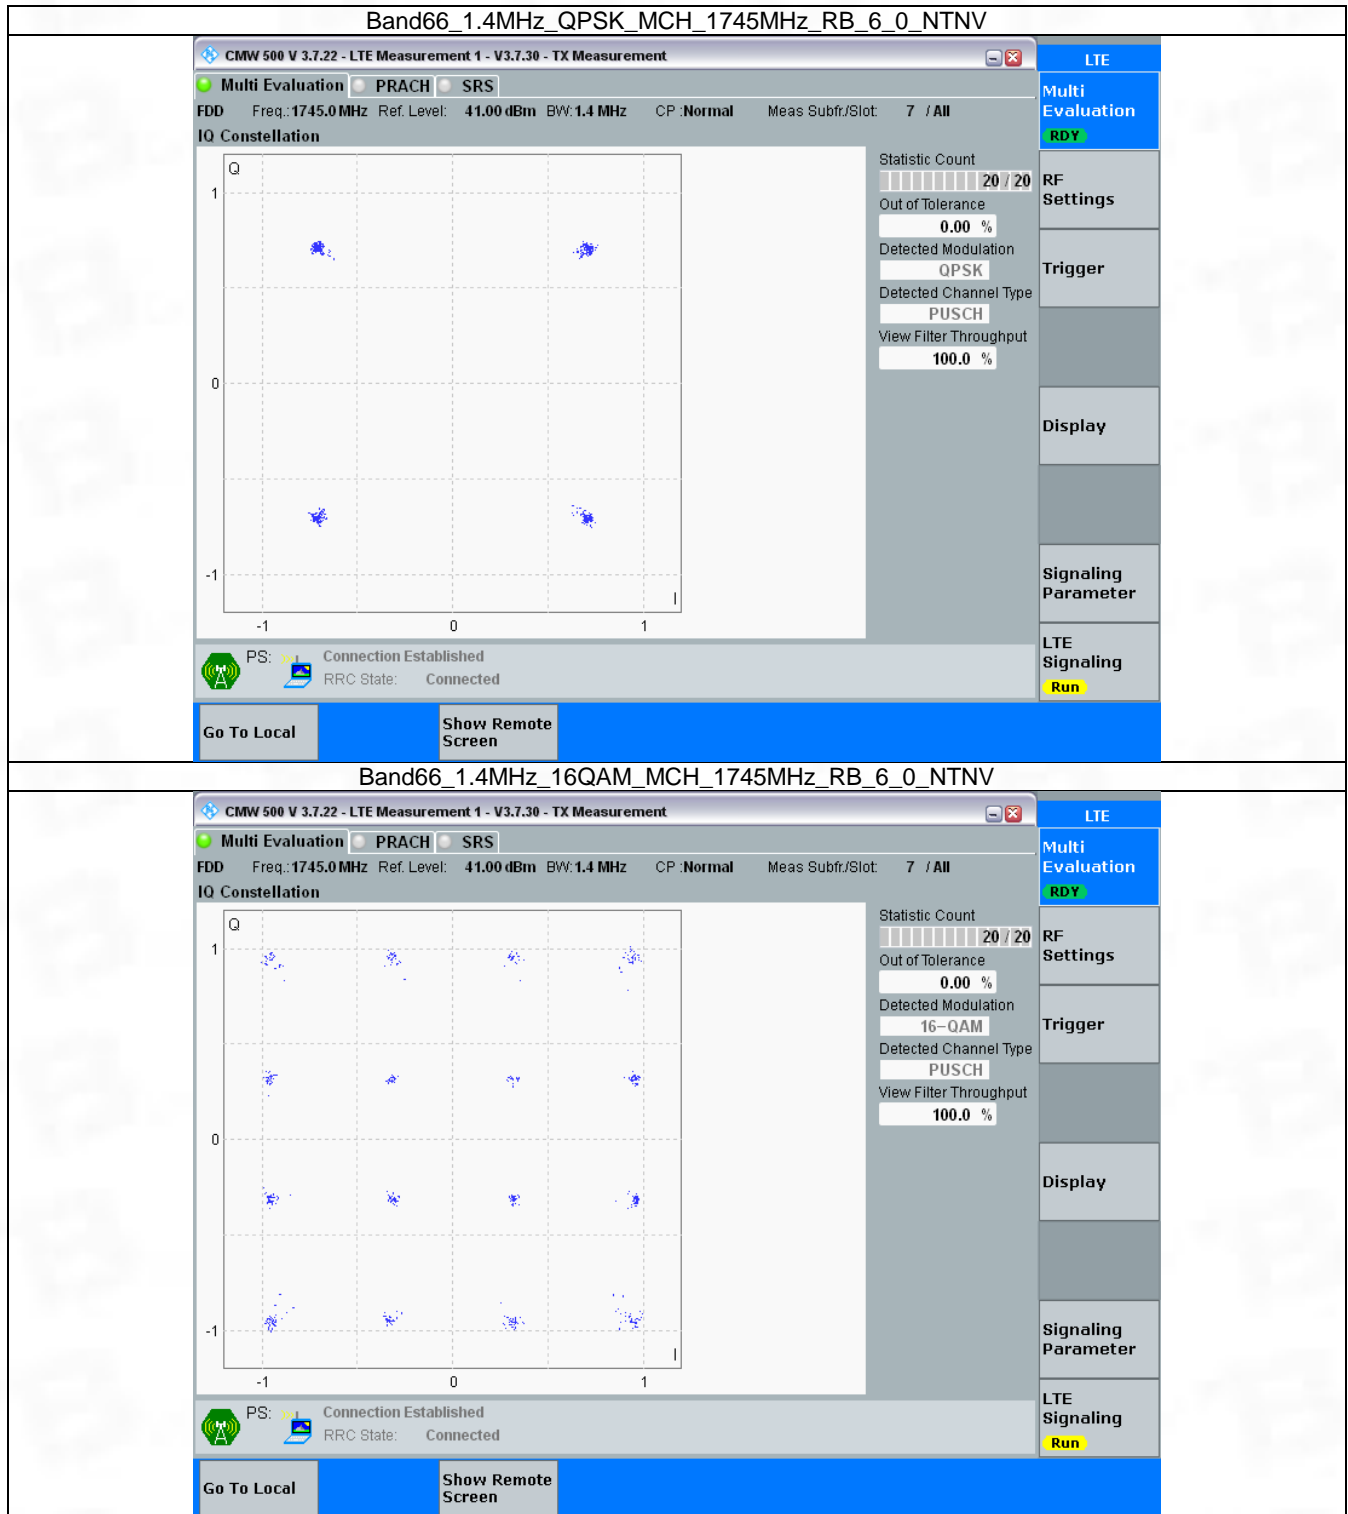 Band66_1.4MHz_QPSK_MCH_1745MHz_RB_6_0_NTNV
CMW 500 V 3.7.22 - LTE Measurement 1 - V3.7.30 - TX Measurement
LTE
Multi Evaluation PRACH SRS
Multi
Evaluation
RDY
FDD Freq.:1745.0 MHz Ref. Level: 41.00 dBm BW:1.4 MHz CP :Normal Meas Subfr./Slot: 7 / All
IQ Constellation
Q
1
0
-1
I
-1 0 1
Statistic Count
20 / 20
Out of Tolerance
0.00 %
Detected Modulation
QPSK
Detected Channel Type
PUSCH
View Filter Throughput
100.0 %
RF
Settings
Trigger
Display
Signaling
Parameter
LTE
Signaling
Run
PS: Connection Established
RRC State: Connected
Go To Local
Show Remote
Screen
Band66_1.4MHz_16QAM_MCH_1745MHz_RB_6_0_NTNV
CMW 500 V 3.7.22 - LTE Measurement 1 - V3.7.30 - TX Measurement
LTE
Multi Evaluation PRACH SRS
Multi
Evaluation
RDY
FDD Freq.:1745.0 MHz Ref. Level: 41.00 dBm BW:1.4 MHz CP :Normal Meas Subfr./Slot: 7 / All
IQ Constellation
Q
1
0
-1
I
-1 0 1
Statistic Count
20 / 20
Out of Tolerance
0.00 %
Detected Modulation
16-QAM
Detected Channel Type
PUSCH
View Filter Throughput
100.0 %
RF
Settings
Trigger
Display
Signaling
Parameter
LTE
Signaling
Run
PS: Connection Established
RRC State: Connected
Go To Local
Show Remote
Screen